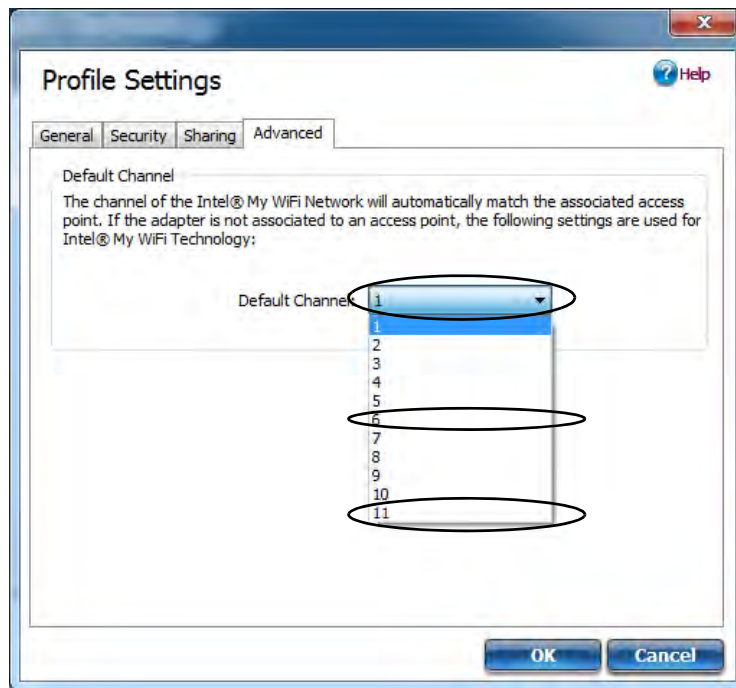 x
Profile Settings
Help
General Security Sharing Advanced
Default Channel
The channel of the Intel® My WiFi Network will automatically match the associated access
point. If the adapter is not associated to an access point, the following settings are used for
Intel® My WiFi Technology:
Default Channel: 1
1
2
3
4
5
6
7
8
9
10
11
OK Cancel